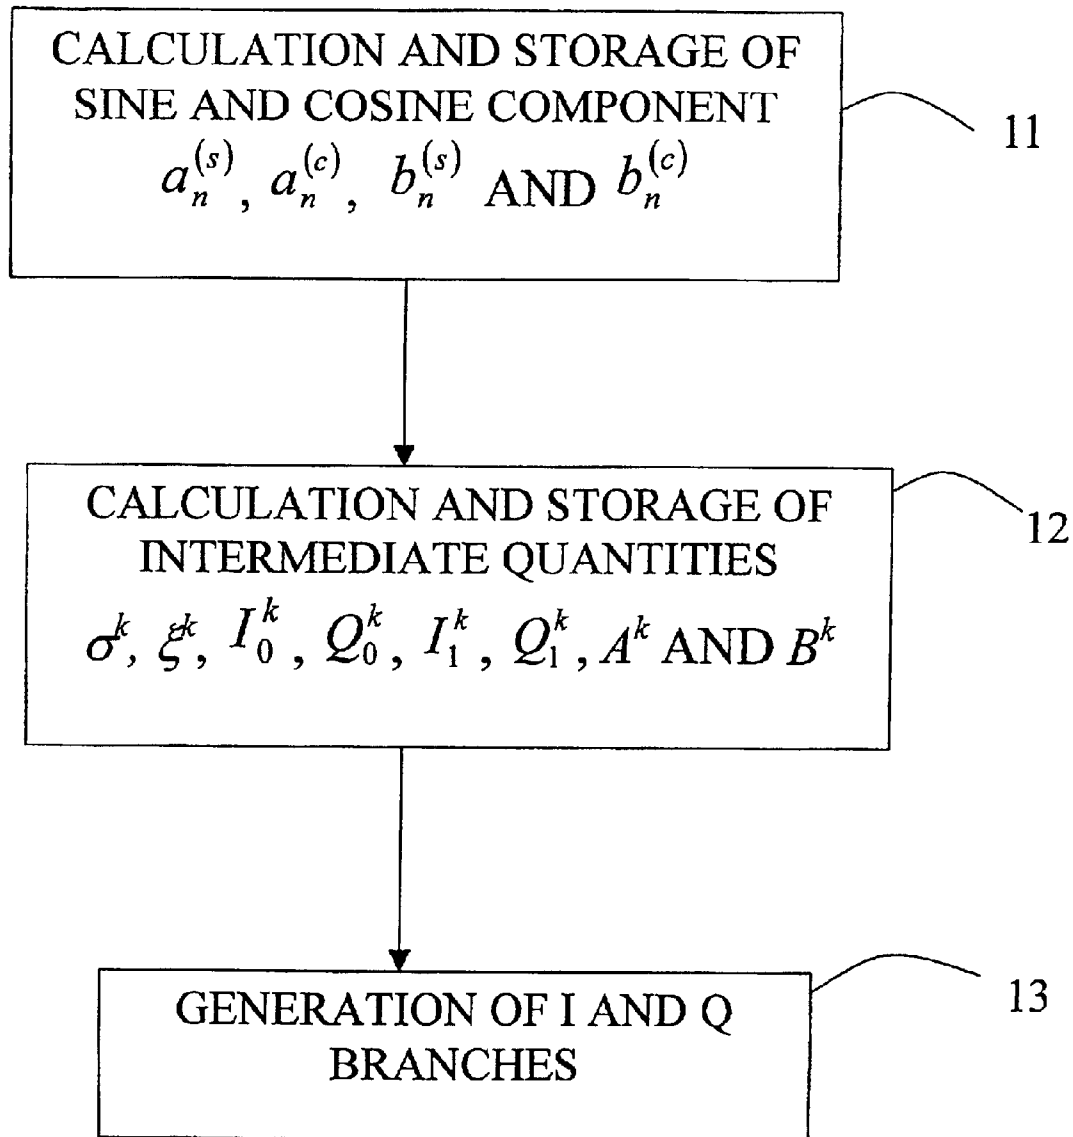 CALCULATION AND STORAGE OF
SINE AND COSINE COMPONENT
a_n^{(s)}, a_n^{(c)}, b_n^{(s)} AND b_n^{(c)}
11
CALCULATION AND STORAGE OF
INTERMEDIATE QUANTITIES
σ^k, ξ^k, I_0^k, Q_0^k, I_1^k, Q_1^k, A^k AND B^k
12
GENERATION OF I AND Q
BRANCHES
13